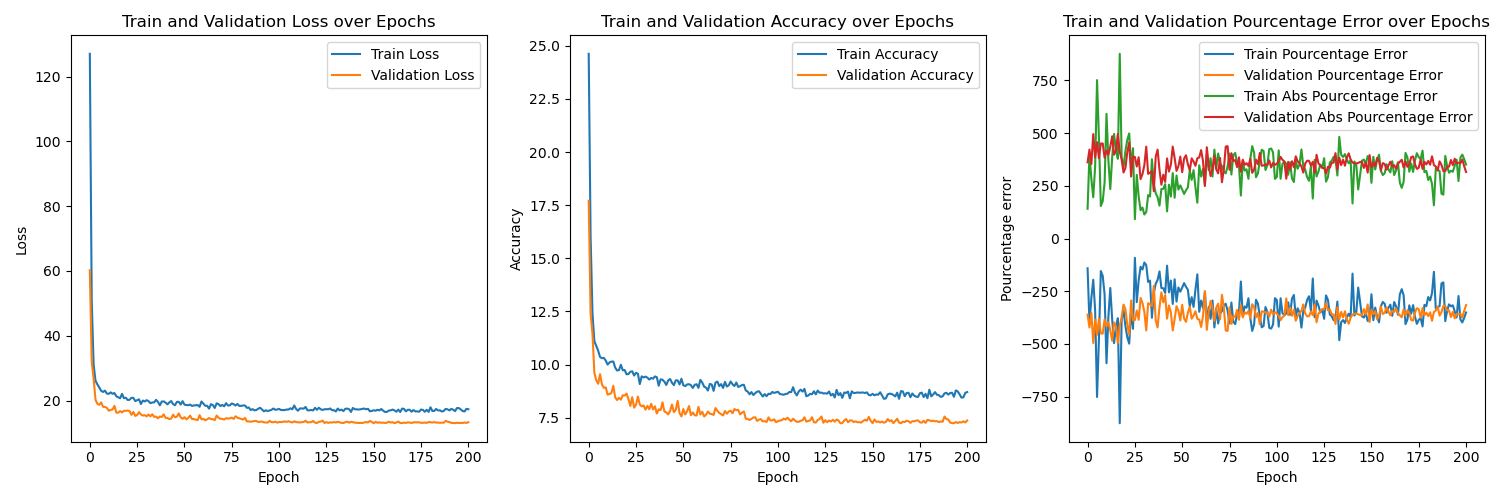 Train and Validation Loss over Epochs
Train Loss
Validation Loss
Loss
120
100
80
60
40
20
0
25
50
75
100
125
150
175
200
Epoch
Train and Validation Accuracy over Epochs
Train Accuracy
Validation Accuracy
Accuracy
25.0
22.5
20.0
17.5
15.0
12.5
10.0
7.5
0
25
50
75
100
125
150
175
200
Epoch
Train and Validation Pourcentage Error over Epochs
Train Pourcentage Error
Validation Pourcentage Error
Train Abs Pourcentage Error
Validation Abs Pourcentage Error
Pourcentage error
750
500
250
0
−250
−500
−750
0
25
50
75
100
125
150
175
200
Epoch